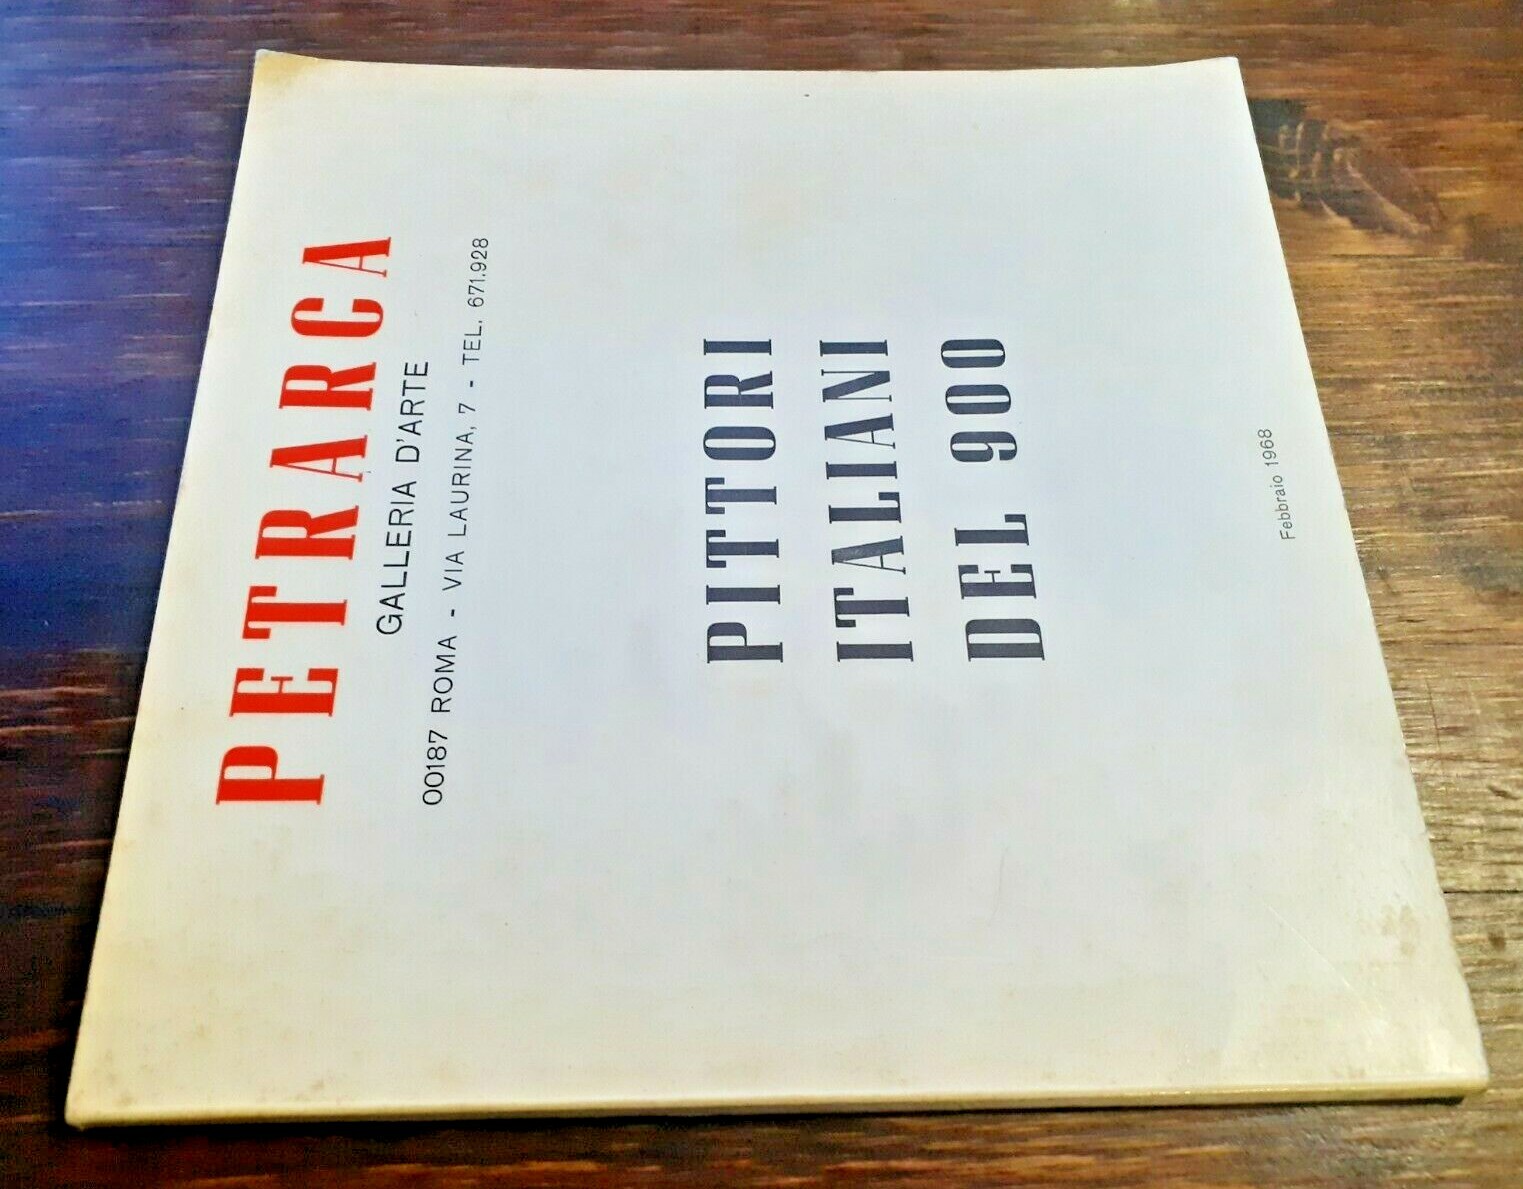 PETRARCA
GALLERIA D'ARTE
00187 ROMA - VIA LAURINA, 7 - TEL. 671.928
PITTORI
ITALIANI
DEL 900
Febbraio 1968